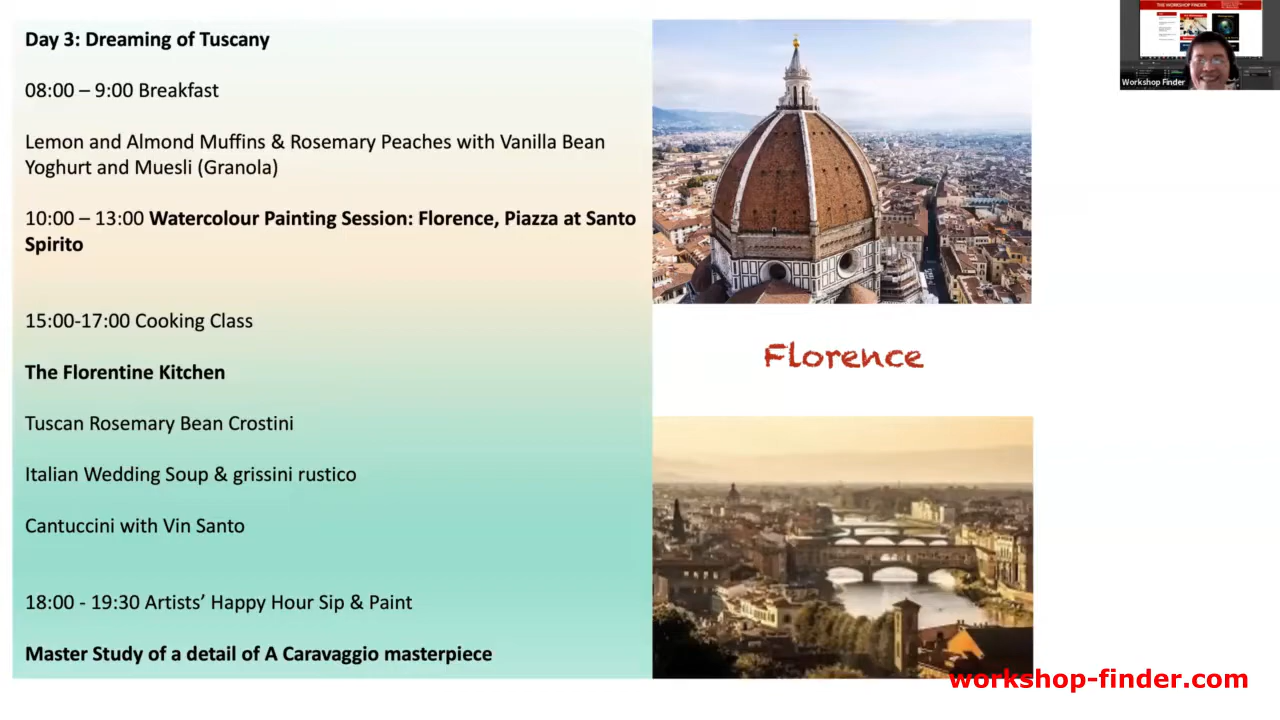 Day 3: Dreaming of Tuscany
08:00 – 9:00 Breakfast
Lemon and Almond Muffins & Rosemary Peaches with Vanilla Bean
Yoghurt and Muesli (Granola)
10:00 – 13:00 Watercolour Painting Session: Florence, Piazza at Santo
Spirito
15:00-17:00 Cooking Class
The Florentine Kitchen
Tuscan Rosemary Bean Crostini
Italian Wedding Soup & grissini rustico
Cantuccini with Vin Santo
18:00 - 19:30 Artists’ Happy Hour Sip & Paint
Master Study of a detail of A Caravaggio masterpiece
Florence
THE WORKSHOP FINDER
Workshop Finder
workshop-finder.com